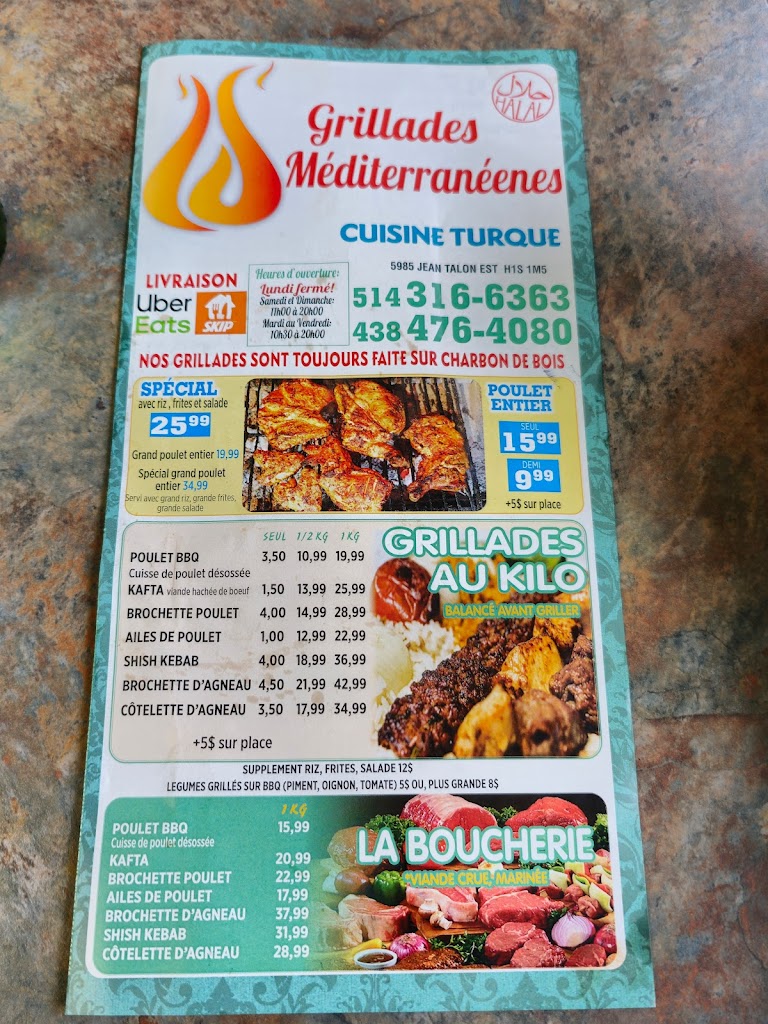 حلال
HALAL
Grillades
Méditerranéenes
CUISINE TURQUE
5985 JEAN TALON EST H1S 1M5
LIVRAISON
Uber
Eats
SKIP
Heures d'ouverture:
Lundi fermé!
Samedi et Dimanche:
11h00 à 20h00
Mardi au Vendredi:
10h30 à 20h00
514 316-6363
438 476-4080
NOS GRILLADES SONT TOUJOURS FAITE SUR CHARBON DE BOIS
SPÉCIAL
avec riz, frites et salade
25 99
Grand poulet entier 19,99
Spécial grand poulet
entier 34,99
Servi avec grand riz, grande frites,
grande salade
POULET
ENTIER
SEUL
15 99
DEMI
9 99
+5$ sur place
GRILLADES
AU KILO
BALANCÉ AVANT GRILLER
SEUL 1/2 KG 1 KG
POULET BBQ 3,50 10,99 19,99
Cuisse de poulet désossée
KAFTA viande hachée de boeuf 1,50 13,99 25,99
BROCHETTE POULET 4,00 14,99 28,99
AILES DE POULET 1,00 12,99 22,99
SHISH KEBAB 4,00 18,99 36,99
BROCHETTE D'AGNEAU 4,50 21,99 42,99
CÔTELETTE D'AGNEAU 3,50 17,99 34,99
+5$ sur place
SUPPLEMENT RIZ, FRITES, SALADE 12$
LEGUMES GRILLÉS SUR BBQ (PIMENT, OIGNON, TOMATE) 5$ OU, PLUS GRANDE 8$
LA BOUCHERIE
*VIANDE CRUE, MARINÉE
1 KG
POULET BBQ 15,99
Cuisse de poulet désossée
KAFTA 20,99
BROCHETTE POULET 22,99
AILES DE POULET 17,99
BROCHETTE D'AGNEAU 37,99
SHISH KEBAB 31,99
CÔTELETTE D'AGNEAU 28,99